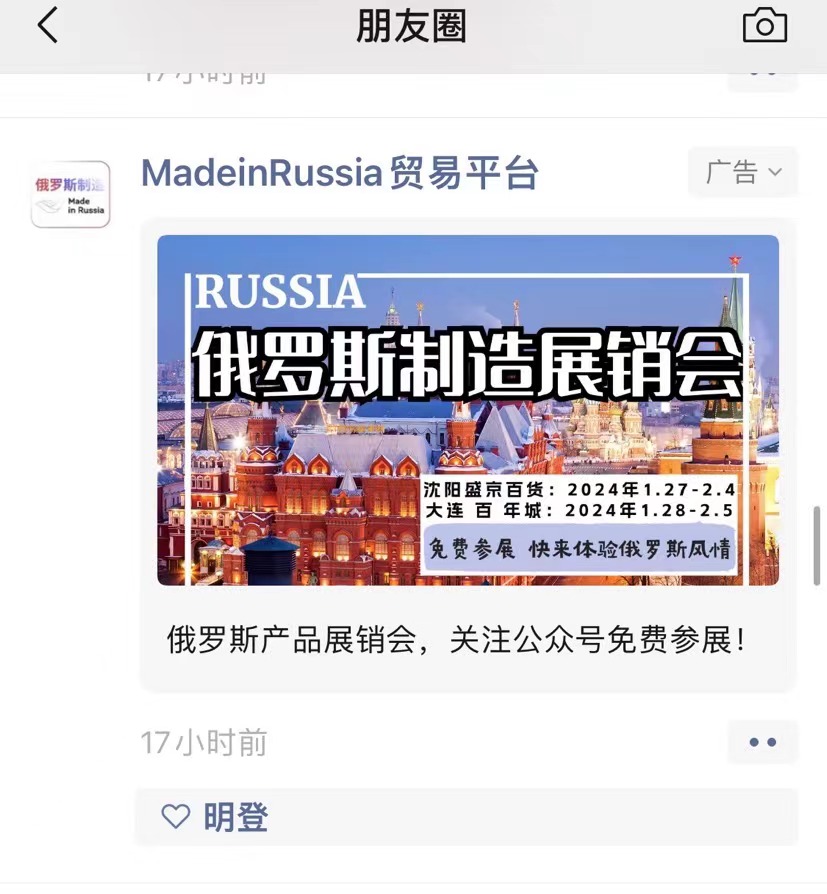 朋友圈
17小时前
MadeinRussia贸易平台
广告
俄罗斯制造
Made
in Russia
RUSSIA
俄罗斯制造展销会
沈阳盛京百货：2024年1.27-2.4
大连 百 年城：2024年1.28-2.5
免费参展 快来体验俄罗斯风情
俄罗斯产品展销会，关注公众号免费参展！
17小时前
明登